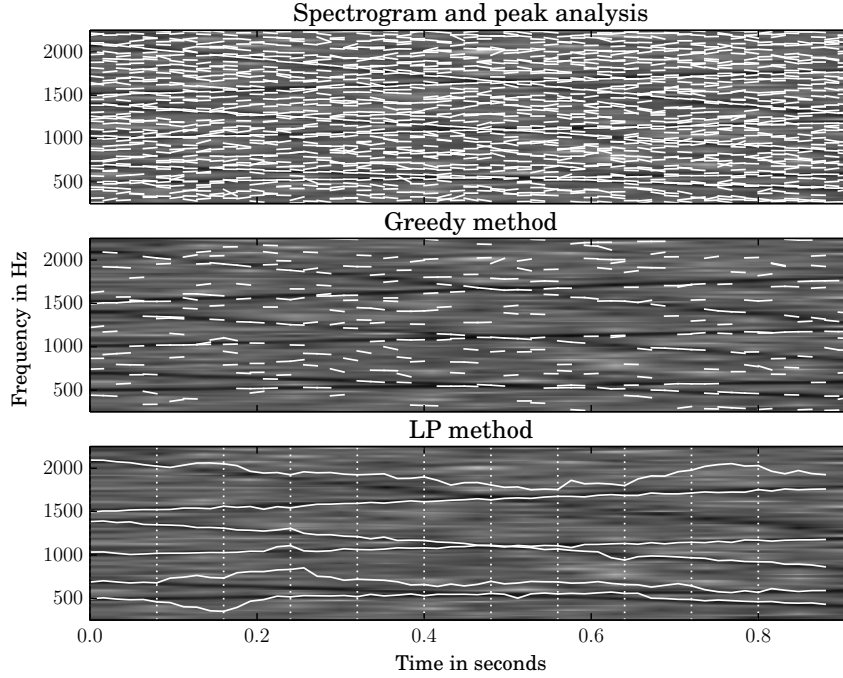 Spectrogram and peak analysis
2000
1500
1000
500
Greedy method
2000
1500
1000
500
Frequency in Hz
LP method
2000
1500
1000
500
0.0 0.2 0.4 0.6 0.8
Time in seconds